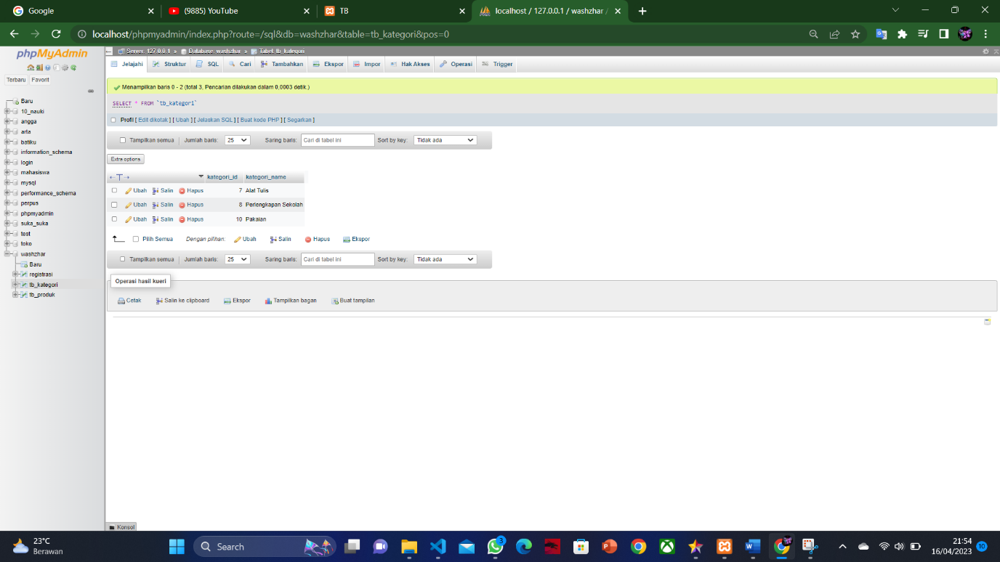 Google
(9885) YouTube
TB
localhost / 127.0.0.1 / washzhar /
localhost/phpmyadmin/index.php?route=/sql&db=washzhar&table=tb_kategori&pos=0
phpMyAdmin
Terbaru Favorit
Baru
10_nauki
angga
arta
batiku
information_schema
login
mahasiswa
mysql
performance_schema
perpus
phpmyadmin
suka_suka
test
toko
washzhar
Baru
registrasi
tb_kategori
tb_produk
Server: 127.0.0.1 » Database: washzhar » Tabel: tb_kategori
Jelajahi Struktur SQL Cari Tambahkan Ekspor Impor Hak Akses Operasi Trigger
Menampilkan baris 0 - 2 (total 3, Pencarian dilakukan dalam 0,0003 detik.)
SELECT * FROM `tb_kategori`
Profil [ Edit dikotak ] [ Ubah ] [ Jelaskan SQL ] [ Buat kode PHP ] [ Segarkan ]
Tampilkan semua Jumlah baris: 25 Saring baris: Cari di tabel ini Sort by key: Tidak ada
Extra options
←T→ kategori_id kategori_name
Ubah Salin Hapus 7 Alat Tulis
Ubah Salin Hapus 8 Perlengkapan Sekolah
Ubah Salin Hapus 10 Pakaian
Pilih Semua Dengan pilihan: Ubah Salin Hapus Ekspor
Tampilkan semua Jumlah baris: 25 Saring baris: Cari di tabel ini Sort by key: Tidak ada
Operasi hasil kueri
Cetak Salin ke clipboard Ekspor Tampilkan bagan Buat tampilan
Konsol
23°C
Berawan
Search
3
21:54
16/04/2023
10